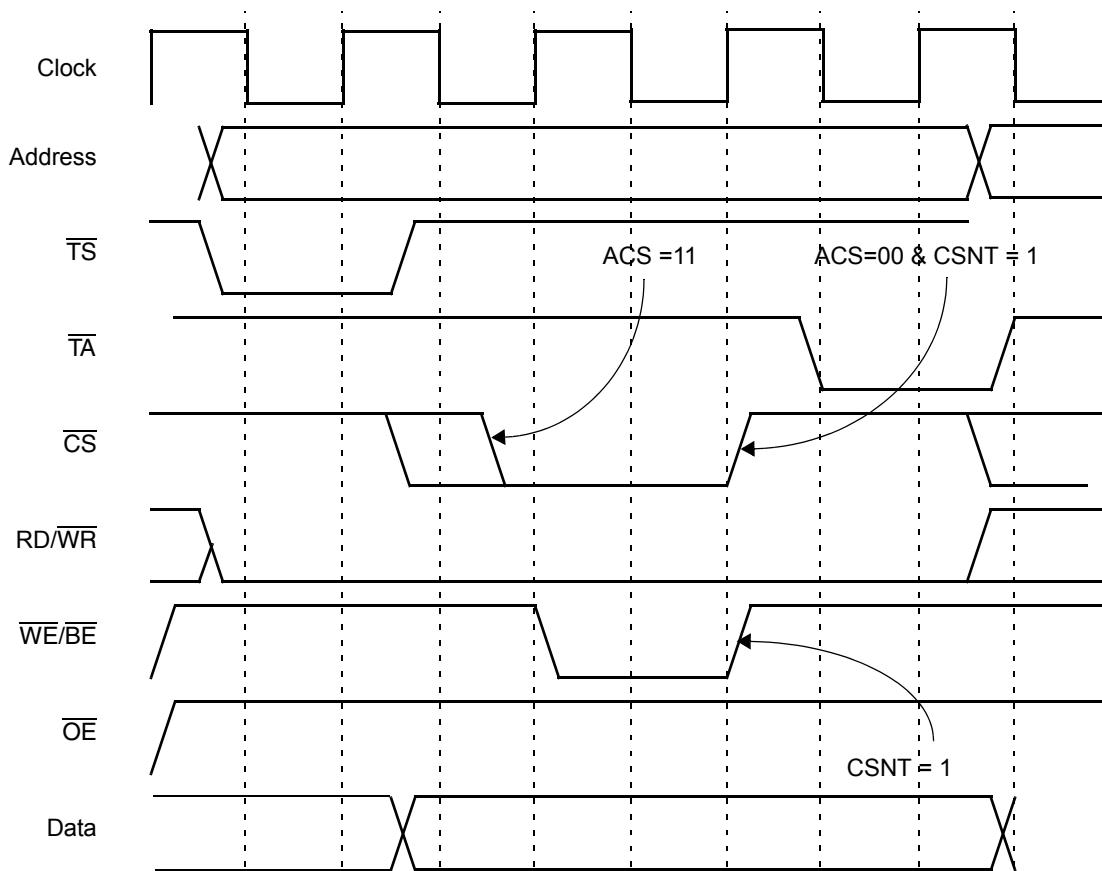 Clock
Address
TS
ACS =11
ACS=00 & CSNT = 1
TA
CS
RD/WR
WE/BE
OE
CSNT = 1
Data